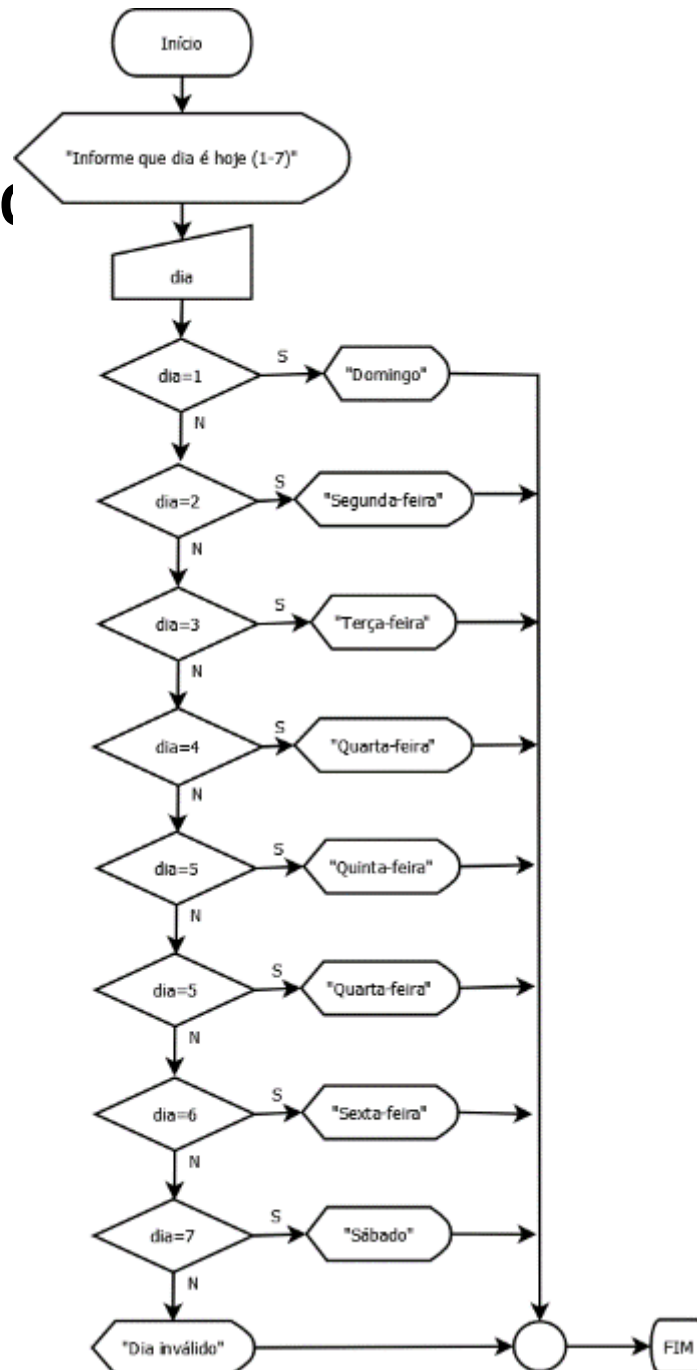 Início
"Informe que dia é hoje (1-7)"
dia
dia=1
S
"Domingo"
N
dia=2
S
"Segunda-feira"
N
dia=3
S
"Terça-feira"
N
dia=4
S
"Quarta-feira"
N
dia=5
S
"Quinta-feira"
N
dia=5
S
"Quarta-feira"
N
dia=6
S
"Sexta-feira"
N
dia=7
S
"Sábado"
N
"Dia inválido"
FIM